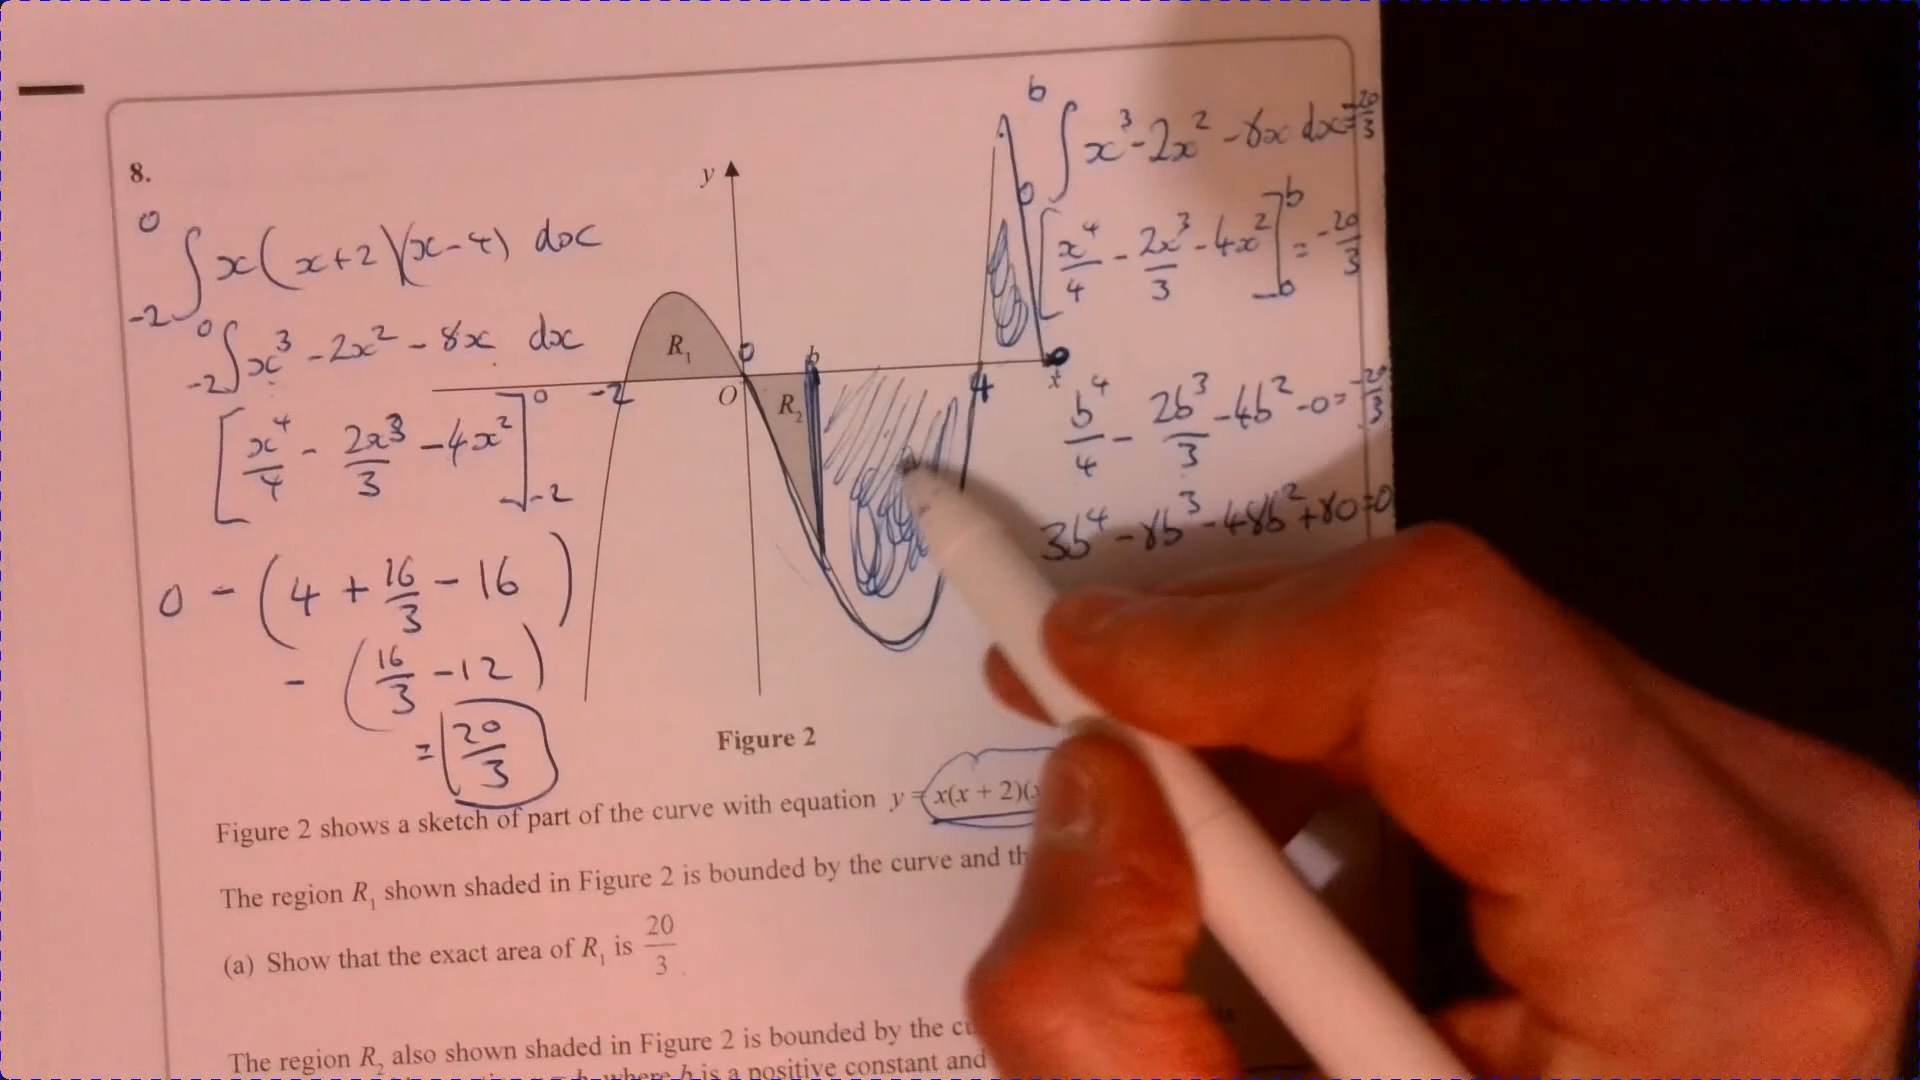 8.
0
∫ x(x+2)(x-4) dx
-2
0
∫ x³ - 2x² - 8x dx
-2
[x⁴/4 - 2x³/3 - 4x²]⁰₋₂
0 - (4 + 16/3 - 16)
- (16/3 - 12)
= 20/3
y
R₁
0
b
-2
O
R₂
4
x
b
∫ x³ - 2x² - 8x dx = -20/3
0
[x⁴/4 - 2x³/3 - 4x²]ᵇ₀ = -20/3
b⁴/4 - 2b³/3 - 4b² - 0 = -20/3
3b⁴ - 8b³ - 48b² + 80 = 0
Figure 2
Figure 2 shows a sketch of part of the curve with equation y = x(x + 2)(
The region R₁ shown shaded in Figure 2 is bounded by the curve and
(a) Show that the exact area of R₁ is 20/3
The region R₂ also shown shaded in Figure 2 is bounded by the
where b is a positive constant and